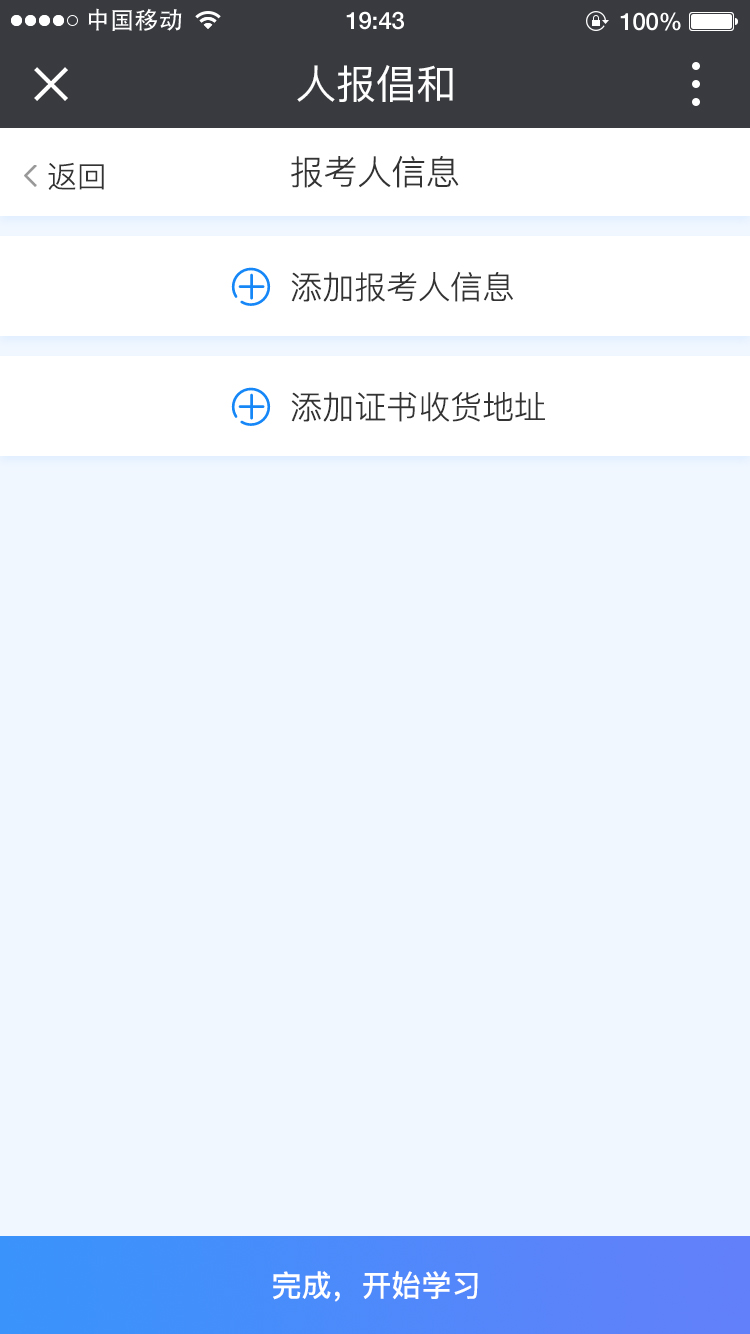 中国移动
19:43
100%
人报倡和
返回
报考人信息
添加报考人信息
添加证书收货地址
完成，开始学习